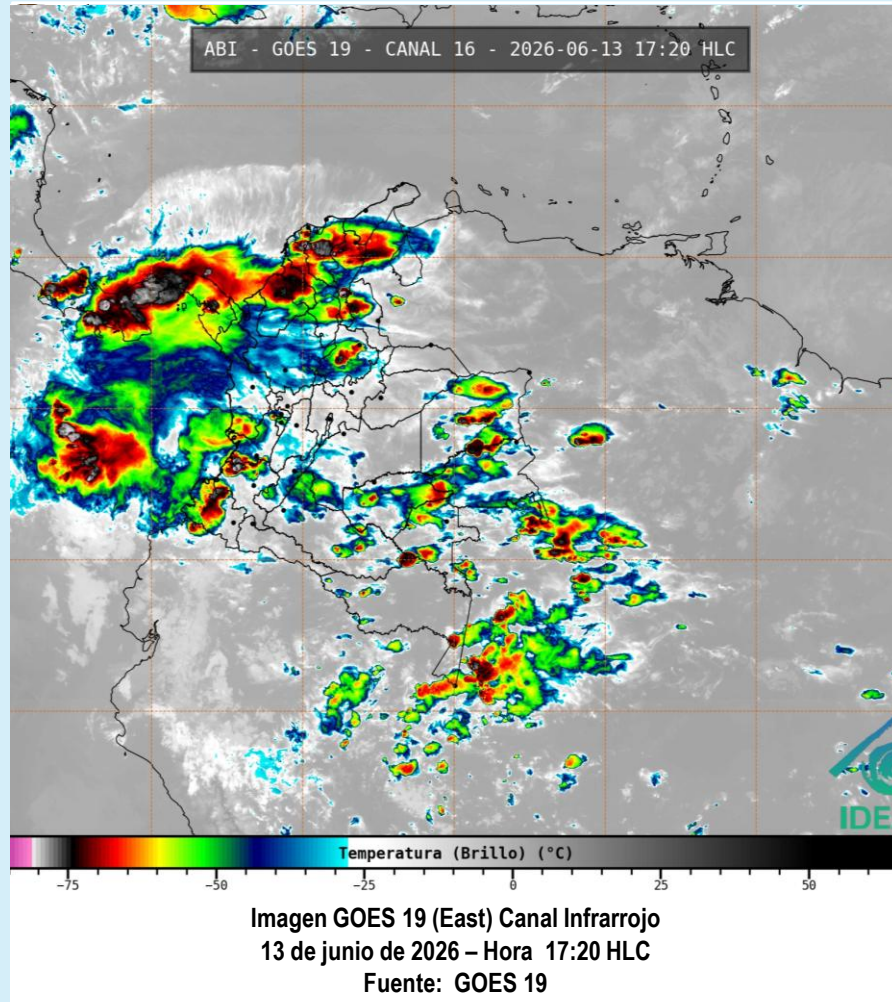 ABI - GOES 19 - CANAL 16 - 2026-06-13 17:20 HLC
IDE
Temperatura (Brillo) (°C)
−75 −50 −25 0 25 50
Imagen GOES 19 (East) Canal Infrarrojo
13 de junio de 2026 – Hora 17:20 HLC
Fuente: GOES 19